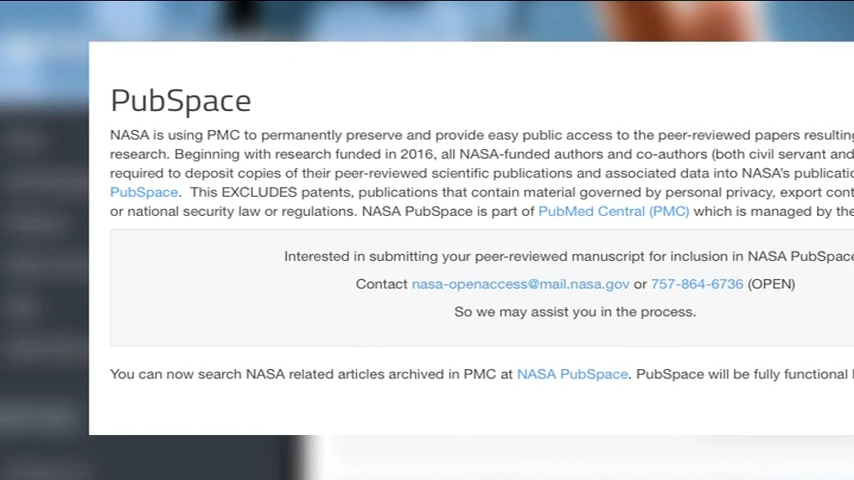 PubSpace
NASA is using PMC to permanently preserve and provide easy public access to the peer-reviewed papers resulting
research. Beginning with research funded in 2016, all NASA-funded authors and co-authors (both civil servant and
required to deposit copies of their peer-reviewed scientific publications and associated data into NASA's publicatio
PubSpace. This EXCLUDES patents, publications that contain material governed by personal privacy, export cont
or national security law or regulations. NASA PubSpace is part of PubMed Central (PMC) which is managed by the
Interested in submitting your peer-reviewed manuscript for inclusion in NASA PubSpace
Contact nasa-openaccess@mail.nasa.gov or 757-864-6736 (OPEN)
So we may assist you in the process.
You can now search NASA related articles archived in PMC at NASA PubSpace. PubSpace will be fully functional